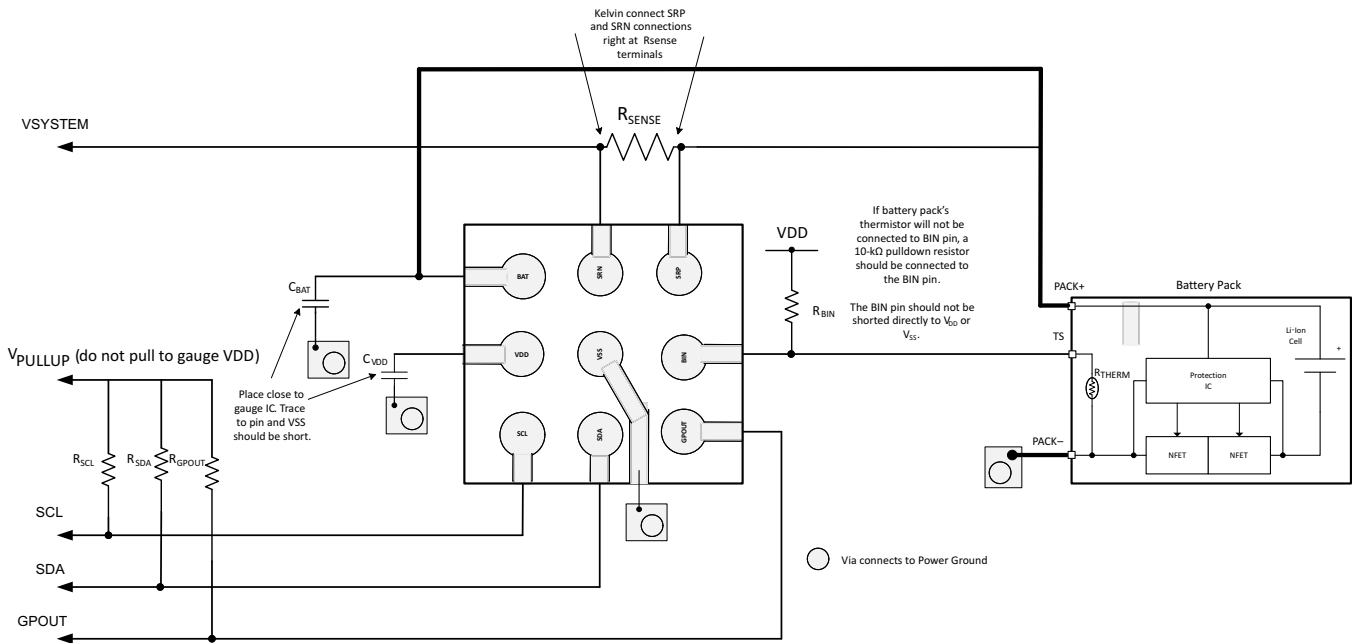 Kelvin connect SRP
and SRN connections
right at Rsense
terminals
RSENSE
VSYSTEM
If battery pack's
thermistor will not be
connected to BIN pin, a
10-kΩ pulldown resistor
should be connected to
the BIN pin.
The BIN pin should not be
shorted directly to VDD or
VSS.
VDD
RBIN
BAT
SRN
SRP
CBAT
PACK+
Battery Pack
TS
Li-Ion
Cell
+
RTHERM
Protection
IC
NFET
NFET
PACK–
VPULLUP (do not pull to gauge VDD)
CVDD
VDD
VSS
BIN
Place close to
gauge IC. Trace
to pin and VSS
should be short.
SCL
SDA
GPOUT
RSCL
RSDA
RGPOUT
SCL
SDA
GPOUT
Via connects to Power Ground